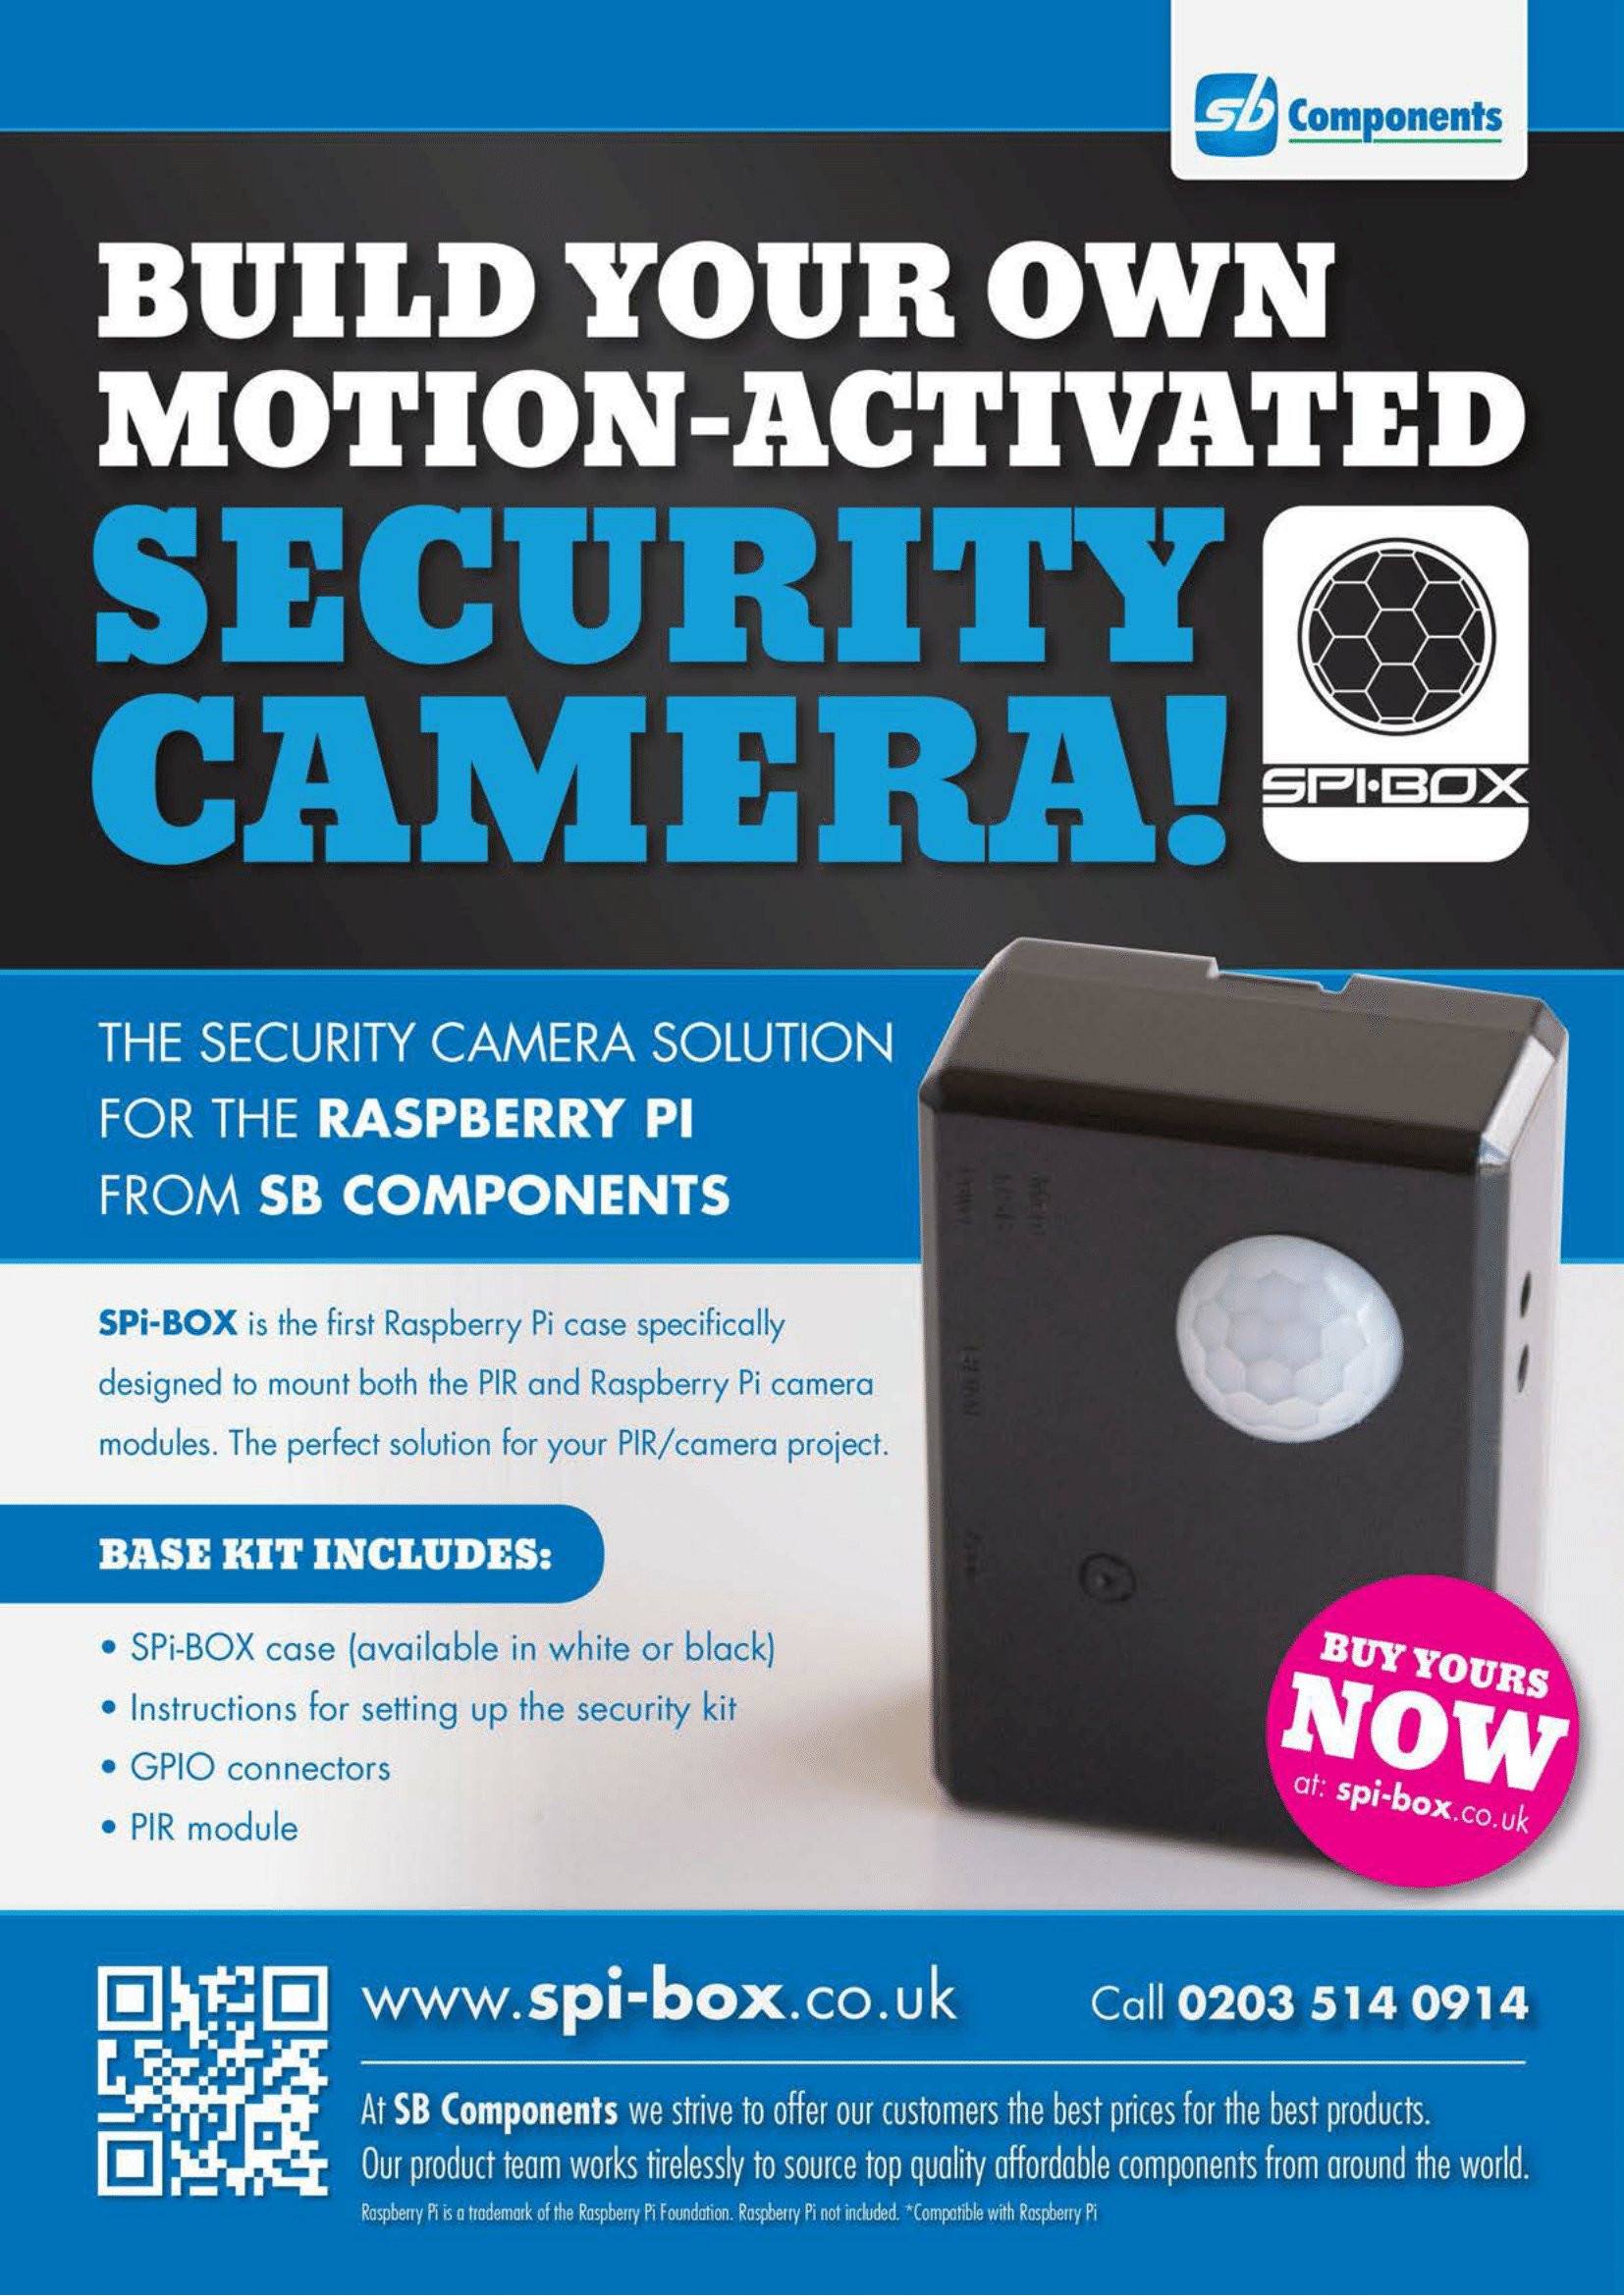 sb Components
BUILD YOUR OWN
MOTION-ACTIVATED
SECURITY
CAMERA!
SPI•BOX
THE SECURITY CAMERA SOLUTION
FOR THE RASPBERRY PI
FROM SB COMPONENTS
SPi-BOX is the first Raspberry Pi case specifically
designed to mount both the PIR and Raspberry Pi camera
modules. The perfect solution for your PIR/camera project.
BASE KIT INCLUDES:
• SPi-BOX case (available in white or black)
• Instructions for setting up the security kit
• GPIO connectors
• PIR module
BUY YOURS
NOW
at: spi-box.co.uk
www.spi-box.co.uk
Call 0203 514 0914
At SB Components we strive to offer our customers the best prices for the best products.
Our product team works tirelessly to source top quality affordable components from around the world.
Raspberry Pi is a trademark of the Raspberry Pi Foundation. Raspberry Pi not included. *Compatible with Raspberry Pi